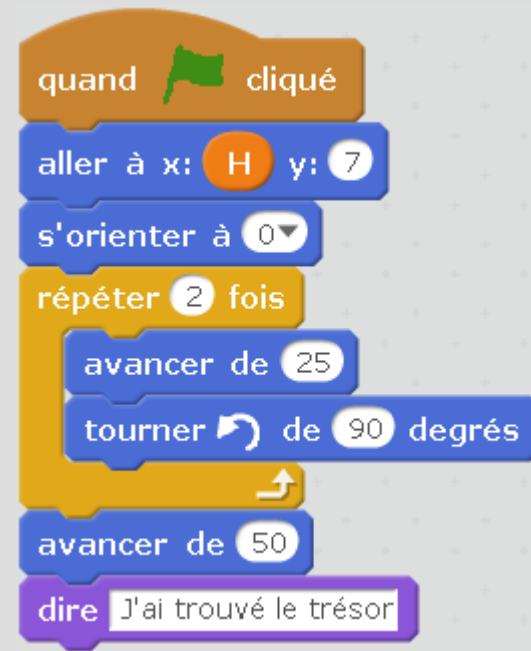 quand cliqué
aller à x: H y: 7
s'orienter à 0
répéter 2 fois
avancer de 25
tourner de 90 degrés
avancer de 50
dire J'ai trouvé le trésor